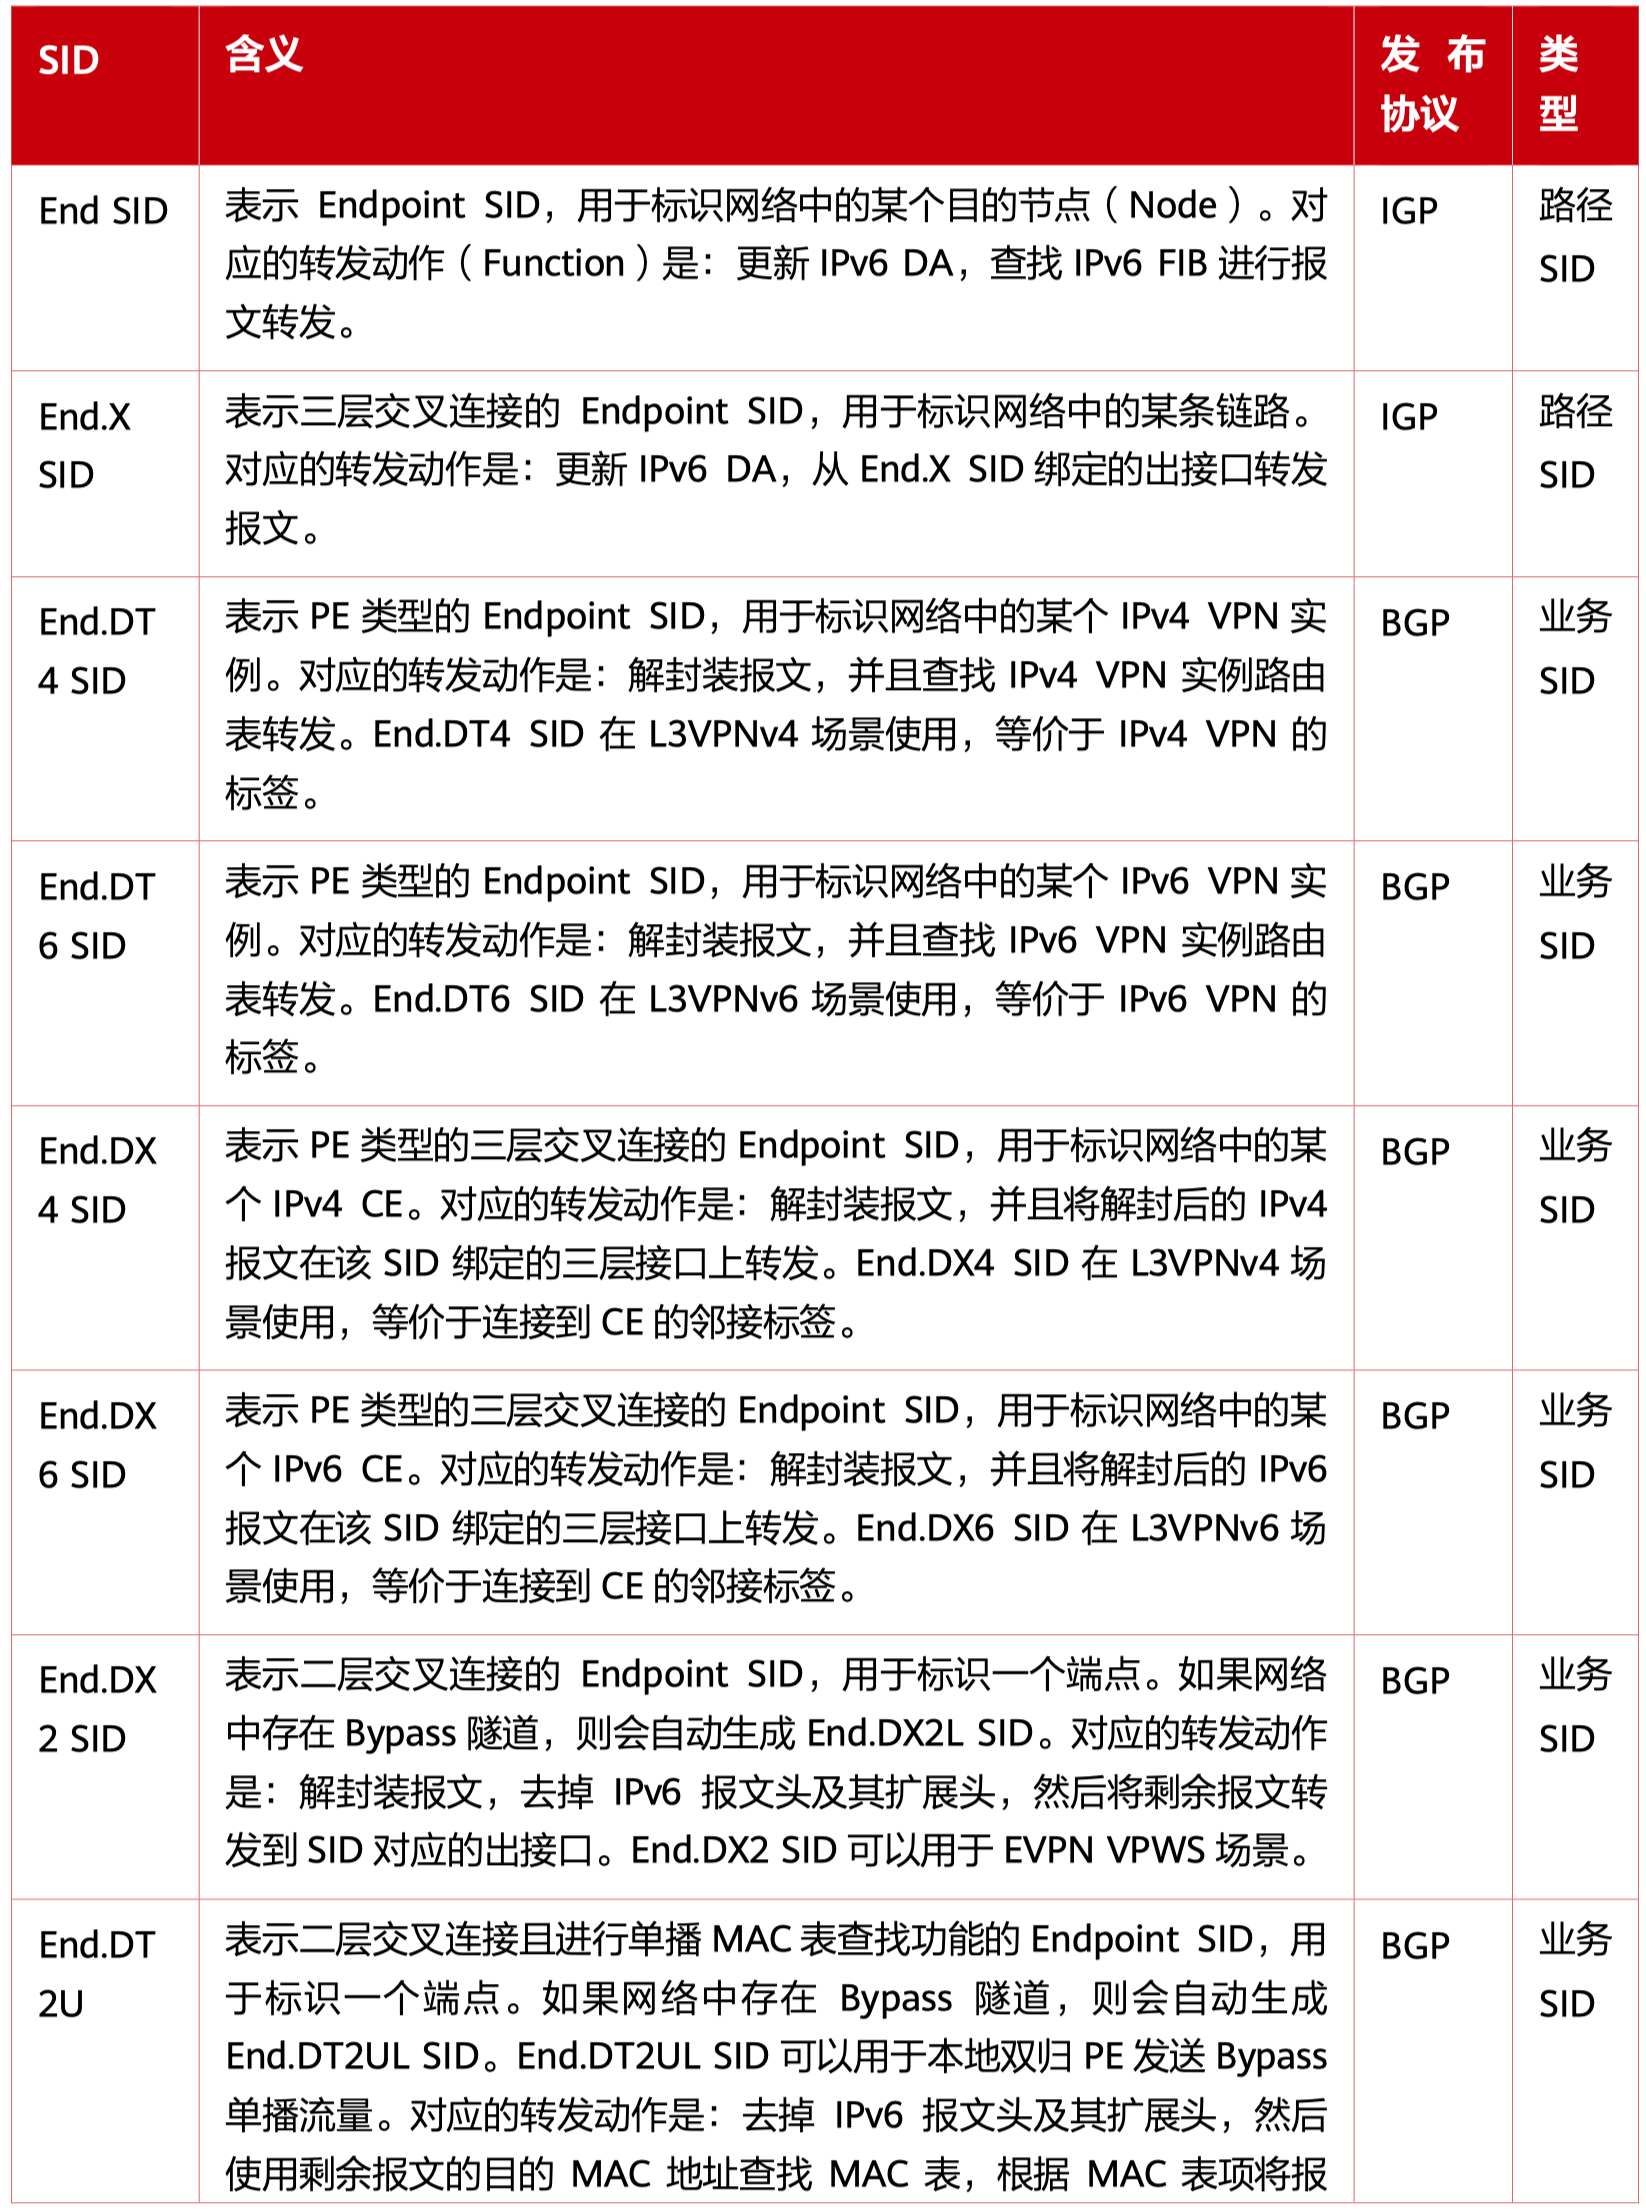 SID
含义
发布
协议
类
型
End SID
表示 Endpoint SID，用于标识网络中的某个目的节点（Node）。对
应的转发动作（Function）是：更新 IPv6 DA，查找 IPv6 FIB 进行报
文转发。
IGP
路径
SID
End.X
SID
表示三层交叉连接的 Endpoint SID，用于标识网络中的某条链路。
对应的转发动作是：更新 IPv6 DA，从 End.X SID 绑定的出接口转发
报文。
IGP
路径
SID
End.DT
4 SID
表示 PE 类型的 Endpoint SID，用于标识网络中的某个 IPv4 VPN 实
例。对应的转发动作是：解封装报文，并且查找 IPv4 VPN 实例路由
表转发。End.DT4 SID 在 L3VPNv4 场景使用，等价于 IPv4 VPN 的
标签。
BGP
业务
SID
End.DT
6 SID
表示 PE 类型的 Endpoint SID，用于标识网络中的某个 IPv6 VPN 实
例。对应的转发动作是：解封装报文，并且查找 IPv6 VPN 实例路由
表转发。End.DT6 SID 在 L3VPNv6 场景使用，等价于 IPv6 VPN 的
标签。
BGP
业务
SID
End.DX
4 SID
表示 PE 类型的三层交叉连接的 Endpoint SID，用于标识网络中的某
个 IPv4 CE。对应的转发动作是：解封装报文，并且将解封后的 IPv4
报文在该 SID 绑定的三层接口上转发。End.DX4 SID 在 L3VPNv4 场
景使用，等价于连接到 CE 的邻接标签。
BGP
业务
SID
End.DX
6 SID
表示 PE 类型的三层交叉连接的 Endpoint SID，用于标识网络中的某
个 IPv6 CE。对应的转发动作是：解封装报文，并且将解封后的 IPv6
报文在该 SID 绑定的三层接口上转发。End.DX6 SID 在 L3VPNv6 场
景使用，等价于连接到 CE 的邻接标签。
BGP
业务
SID
End.DX
2 SID
表示二层交叉连接的 Endpoint SID，用于标识一个端点。如果网络
中存在 Bypass 隧道，则会自动生成 End.DX2L SID。对应的转发动作
是：解封装报文，去掉 IPv6 报文头及其扩展头，然后将剩余报文转
发到 SID 对应的出接口。End.DX2 SID 可以用于 EVPN VPWS 场景。
BGP
业务
SID
End.DT
2U
表示二层交叉连接且进行单播 MAC 表查找功能的 Endpoint SID，用
于标识一个端点。如果网络中存在 Bypass 隧道，则会自动生成
End.DT2UL SID。End.DT2UL SID 可以用于本地双归 PE 发送 Bypass
单播流量。对应的转发动作是：去掉 IPv6 报文头及其扩展头，然后
使用剩余报文的目的 MAC 地址查找 MAC 表，根据 MAC 表项将报
BGP
业务
SID